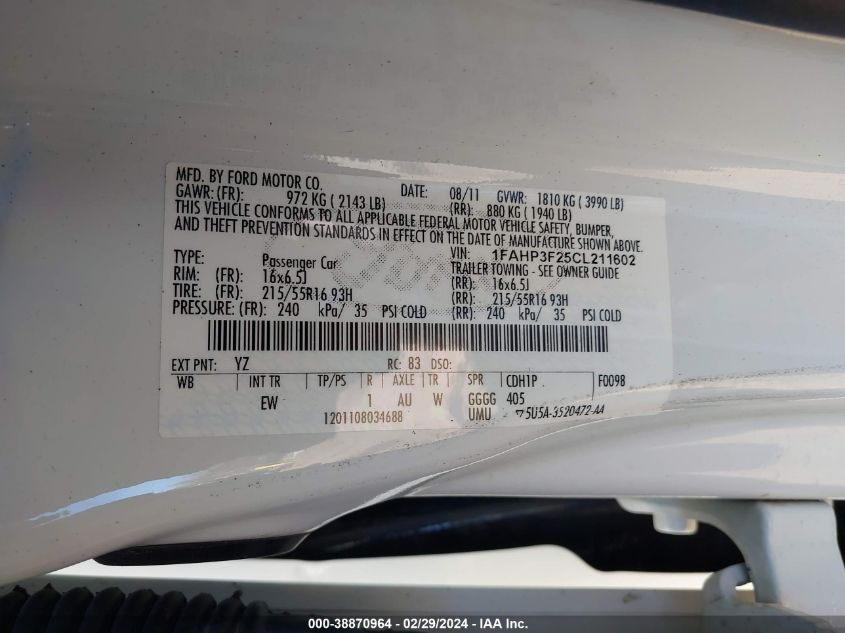 MFD. BY FORD MOTOR CO. DATE: 08/11 GVWR: 1810 KG ( 3990 LB)
GAWR: (FR): 972 KG ( 2143 LB) (RR): 880 KG ( 1940 LB)
THIS VEHICLE CONFORMS TO ALL APPLICABLE FEDERAL MOTOR VEHICLE SAFETY, BUMPER,
AND THEFT PREVENTION STANDARDS IN EFFECT ON THE DATE OF MANUFACTURE SHOWN ABOVE.
VIN: 1FAHP3F25CL211602
TYPE: Passenger Car TRAILER TOWING - SEE OWNER GUIDE
RIM: (FR): 16x6.5J (RR): 16x6.5J
TIRE: (FR): 215/55R16 93H (RR): 215/55R16 93H
PRESSURE: (FR): 240 kPa/ 35 PSI COLD (RR): 240 kPa/ 35 PSI COLD
EXT PNT: YZ RC: 83 DSO:
WB INT TR TP/PS R AXLE TR SPR CDH1P F0098
EW 1 AU W GGGG 405
1201108034688 UMU ▽5U5A-3520472-AA
000-38870964 - 02/29/2024 - IAA Inc.